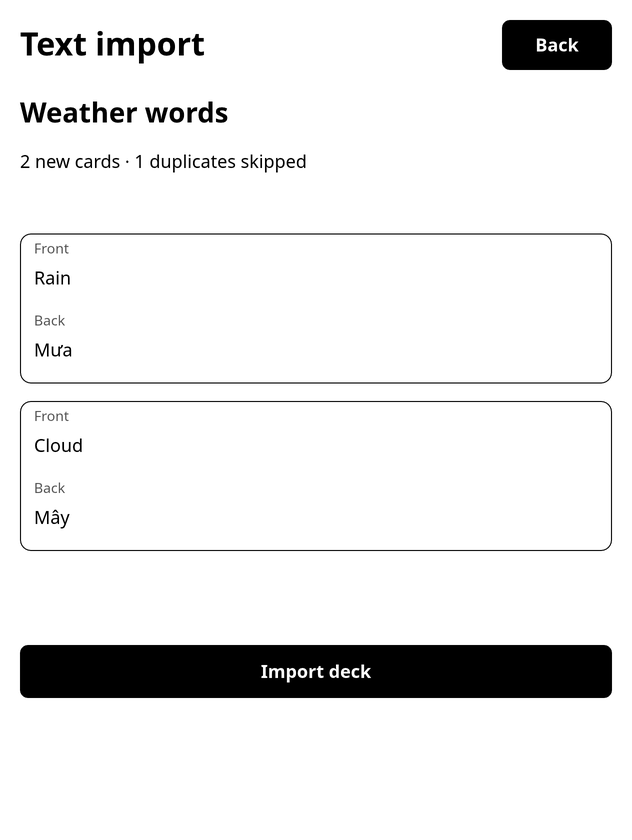 Text import
Back
Weather words
2 new cards · 1 duplicates skipped
Front
Rain
Back
Mưa
Front
Cloud
Back
Mây
Import deck